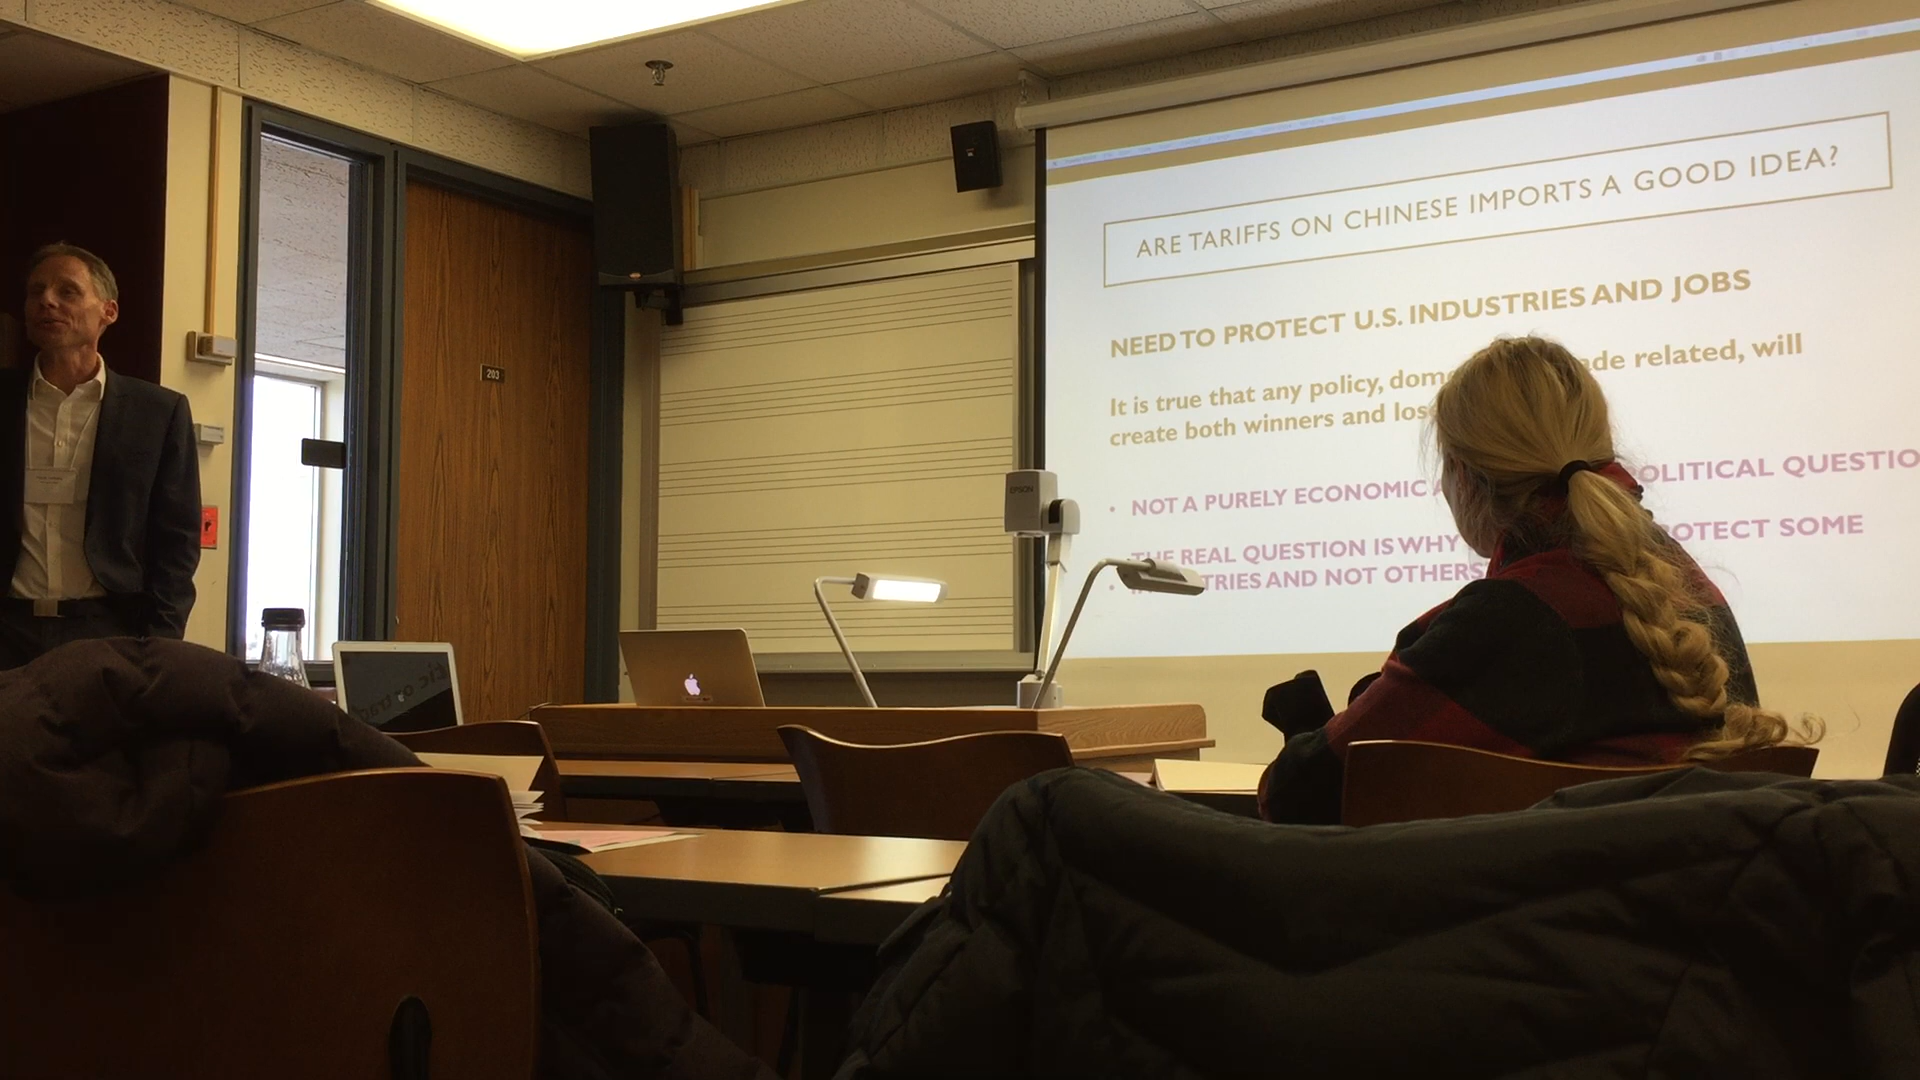 ARE TARIFFS ON CHINESE IMPORTS A GOOD IDEA?
NEED TO PROTECT U.S. INDUSTRIES AND JOBS
It is true that any policy, dom ade related, will
create both winners and los
• NOT A PURELY ECONOMIC OLITICAL QUESTIO
• THE REAL QUESTION IS WHY OTECT SOME
TRIES AND NOT OTHERS
203
EPSON